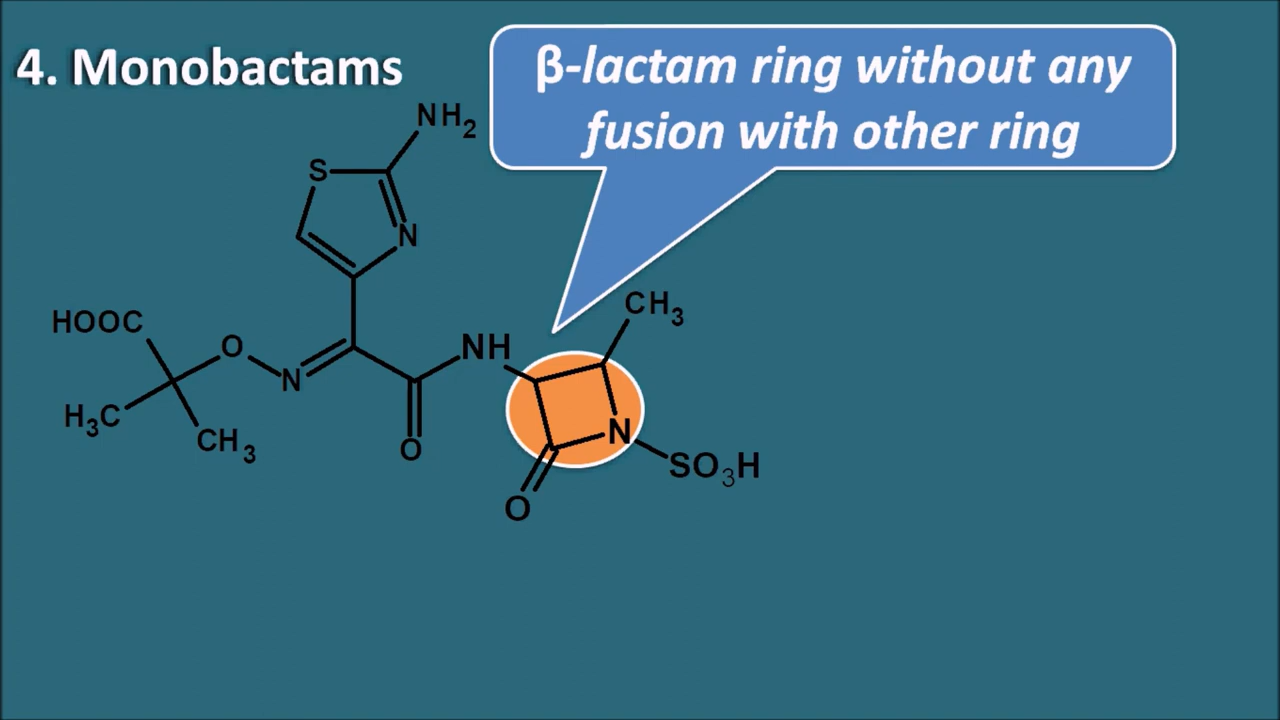 4. Monobactams
β-lactam ring without any
fusion with other ring
NH₂
S
N
CH₃
HOOC
O
NH
N
H₃C
CH₃
O
N
SO₃H
O